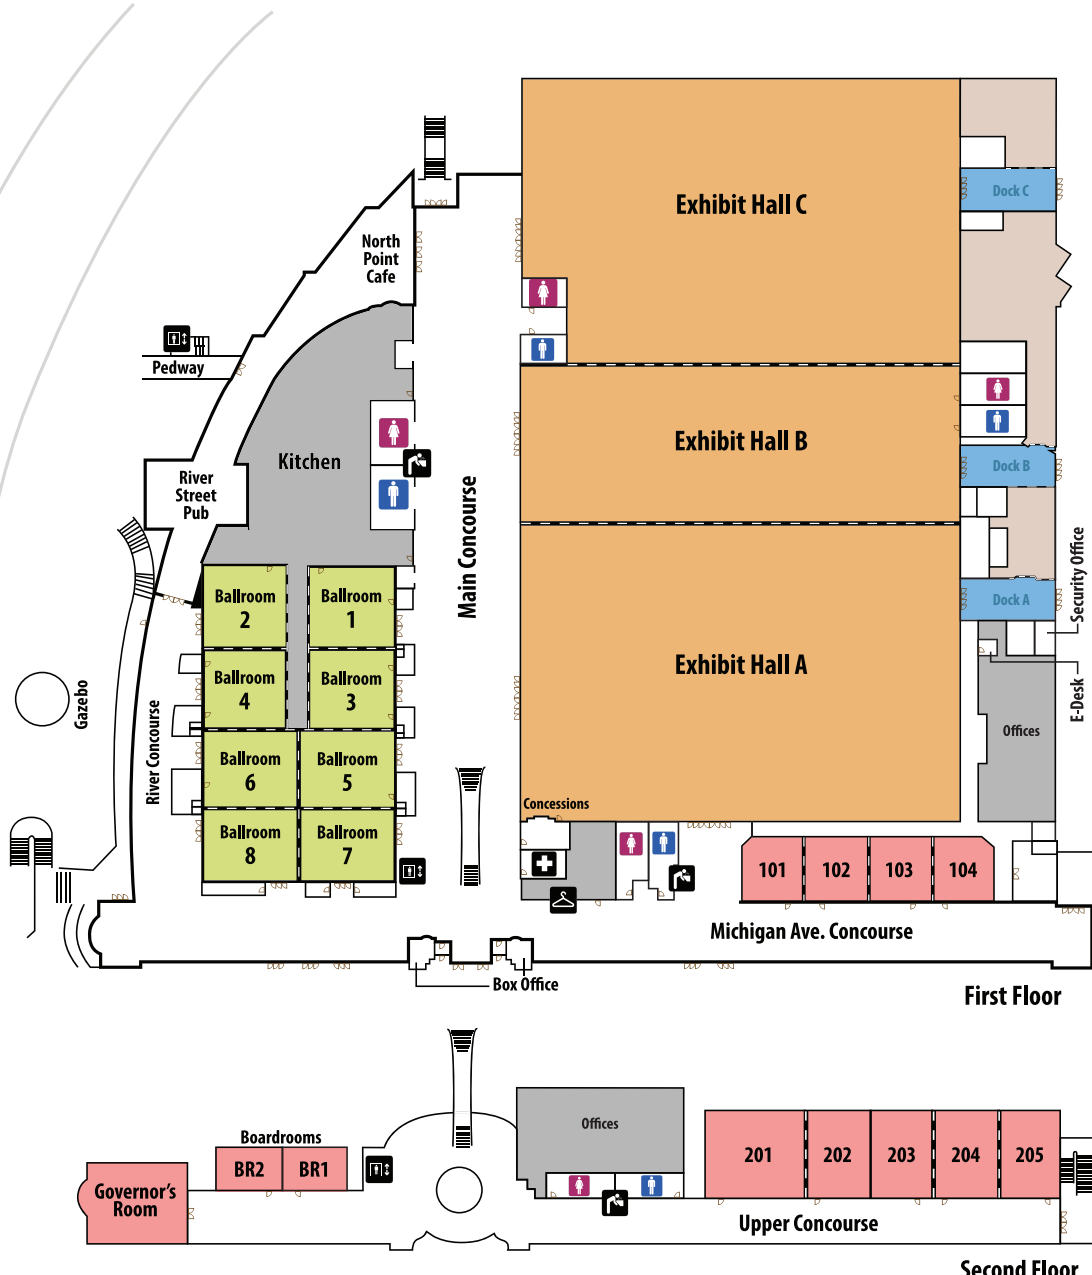 Exhibit Hall C
Dock C
North
Point
Cafe
Pedway
Exhibit Hall B
Kitchen
Dock B
River
Street
Pub
Main Concourse
Security Office
Ballroom
2
Ballroom
1
Dock A
Exhibit Hall A
Ballroom
4
Ballroom
3
E-Desk
Gazebo
River Concourse
Offices
Ballroom
6
Ballroom
5
Concessions
Ballroom
8
Ballroom
7
101
102
103
104
Michigan Ave. Concourse
Box Office
First Floor
Offices
Boardrooms
BR2
BR1
201
202
203
204
205
Governor's
Room
Upper Concourse
Second Floor